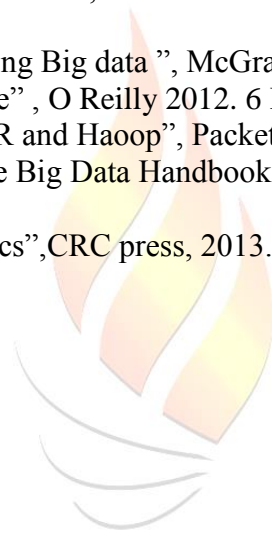 ng Big data ”, McGra
e” , O Reilly 2012. 6
R and Haoop”, Packet
e Big Data Handbook
cs”,CRC press, 2013.